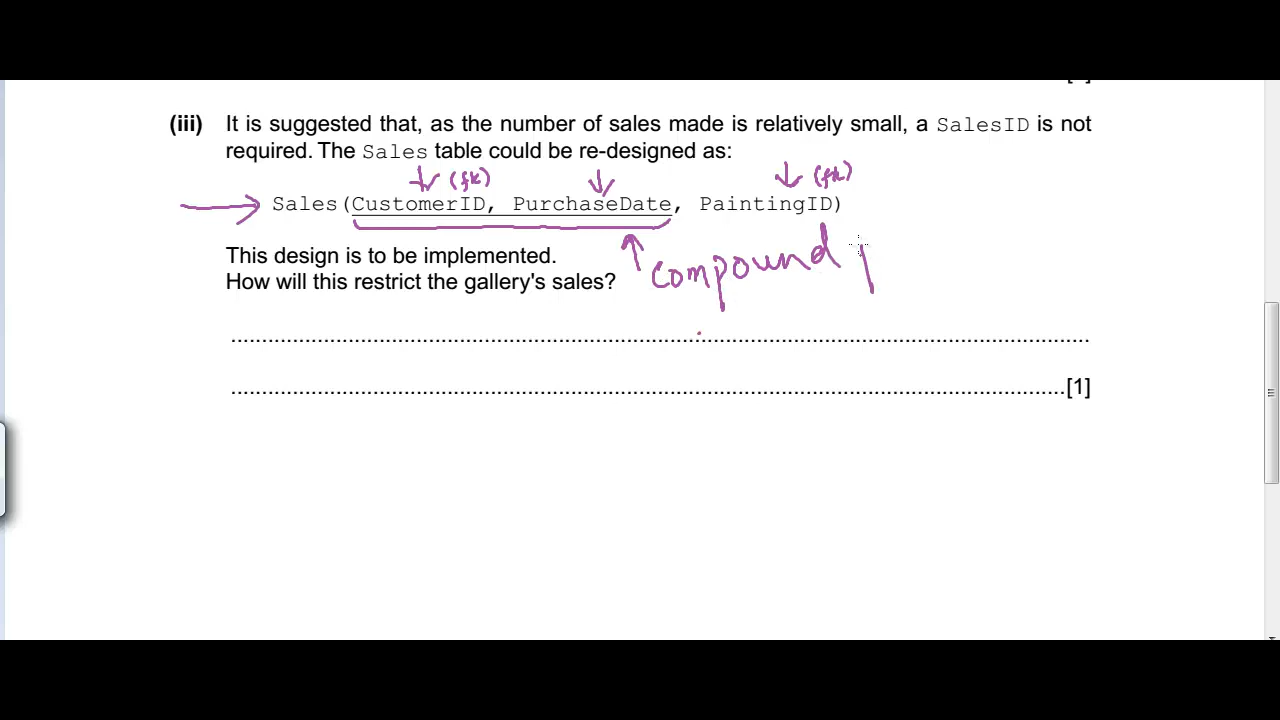 (iii) It is suggested that, as the number of sales made is relatively small, a SalesID is not
required. The Sales table could be re-designed as:
(fk) (fk)
Sales(CustomerID, PurchaseDate, PaintingID)
This design is to be implemented.
compound
How will this restrict the gallery's sales?
................................................................................
................................................................................[1]